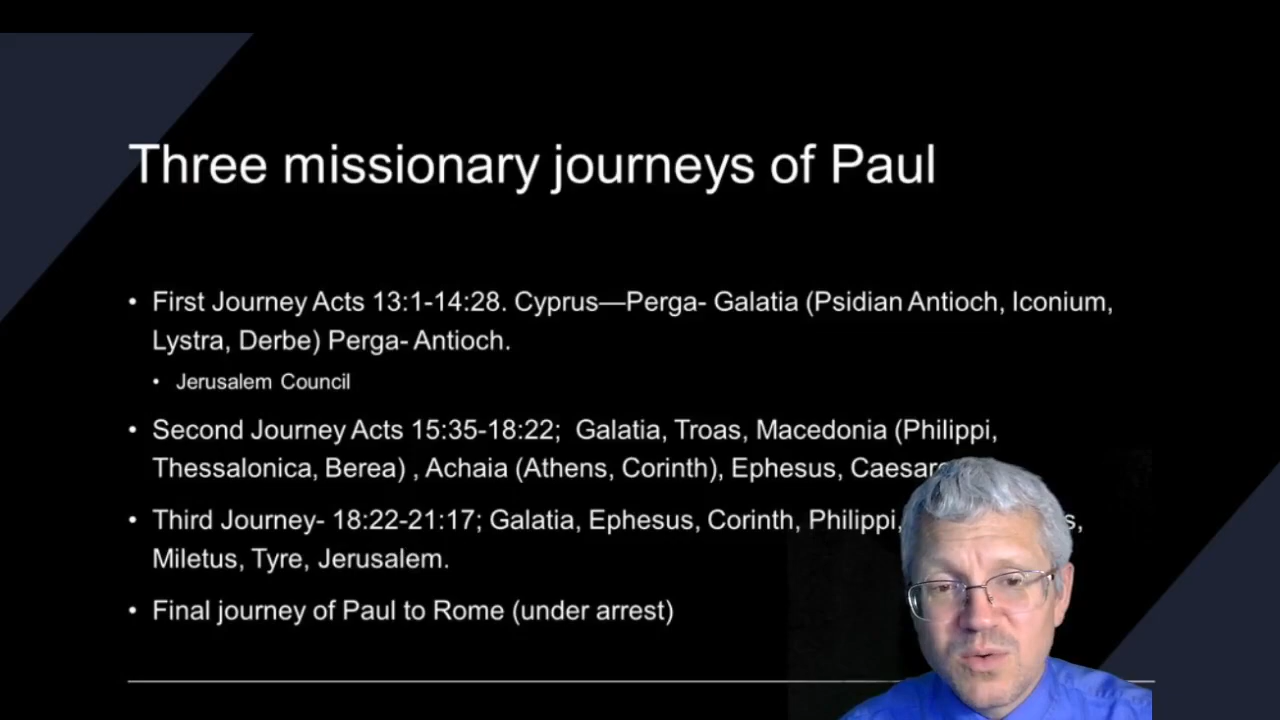 Three missionary journeys of Paul
• First Journey Acts 13:1-14:28. Cyprus—Perga- Galatia (Psidian Antioch, Iconium,
Lystra, Derbe) Perga- Antioch.
• Jerusalem Council
• Second Journey Acts 15:35-18:22;  Galatia, Troas, Macedonia (Philippi,
Thessalonica, Berea) , Achaia (Athens, Corinth), Ephesus,
• Third Journey- 18:22-21:17; Galatia, Ephesus, Corinth, Philippi,
Miletus, Tyre, Jerusalem.
• Final journey of Paul to Rome (under arrest)